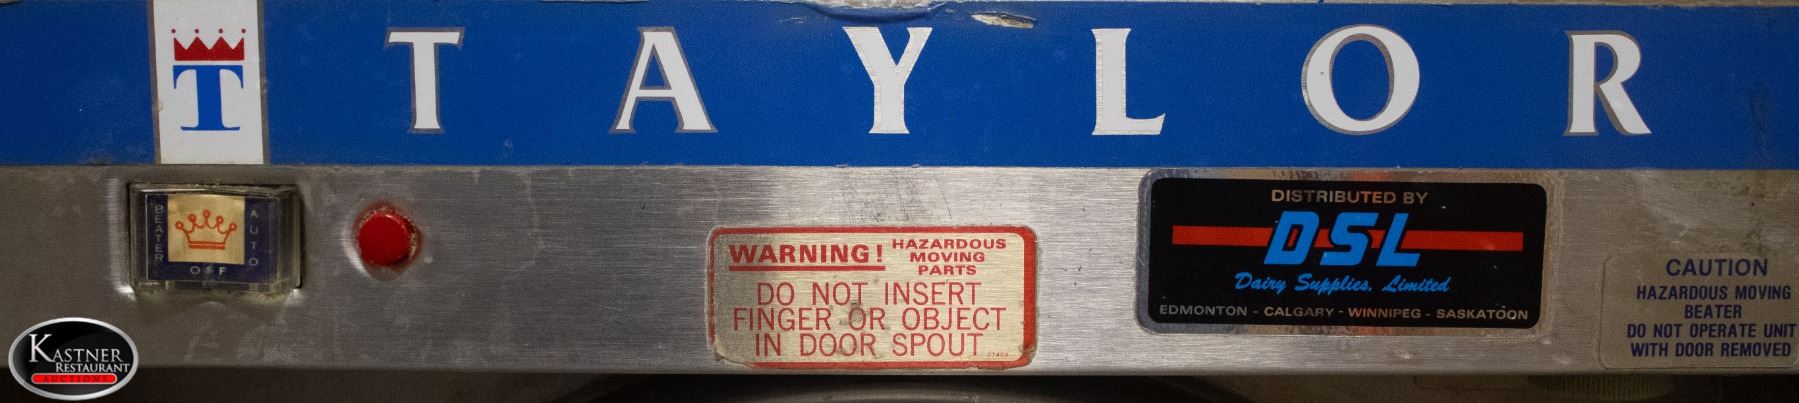 T
TAYLOR
BEATER
AUTO
OFF
WARNING! HAZARDOUS
MOVING
PARTS
DO NOT INSERT
FINGER OR OBJECT
IN DOOR SPOUT
DISTRIBUTED BY
DSL
Dairy Supplies, Limited
EDMONTON - CALGARY - WINNIPEG - SASKATOON
CAUTION
HAZARDOUS MOVING
BEATER
DO NOT OPERATE UNIT
WITH DOOR REMOVED
KASTNER
RESTAURANT
AUCTIONS